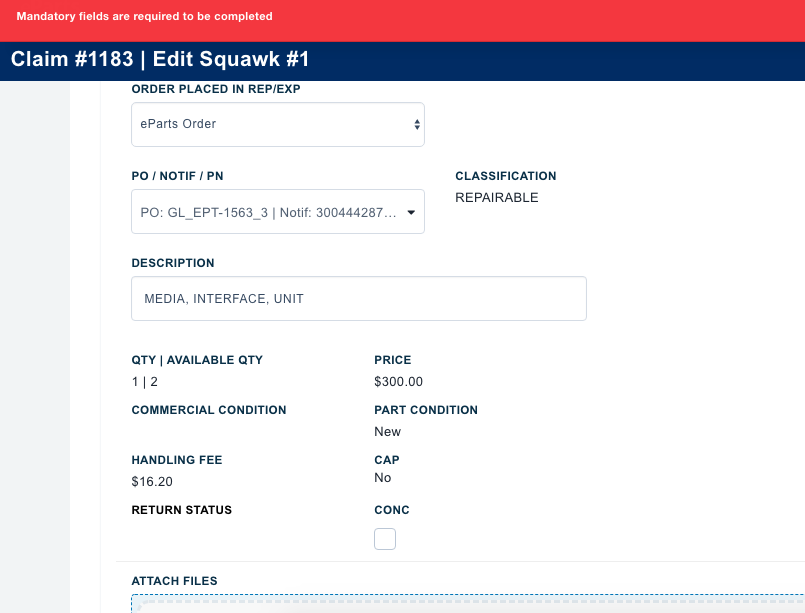 Mandatory fields are required to be completed
Claim #1183 | Edit Squawk #1
ORDER PLACED IN REP/EXP
eParts Order
PO / NOTIF / PN
CLASSIFICATION
PO: GL_EPT-1563_3 | Notif: 300444287...
REPAIRABLE
DESCRIPTION
MEDIA, INTERFACE, UNIT
QTY | AVAILABLE QTY
PRICE
1 | 2
$300.00
COMMERCIAL CONDITION
PART CONDITION
New
HANDLING FEE
CAP
$16.20
No
RETURN STATUS
CONC
ATTACH FILES